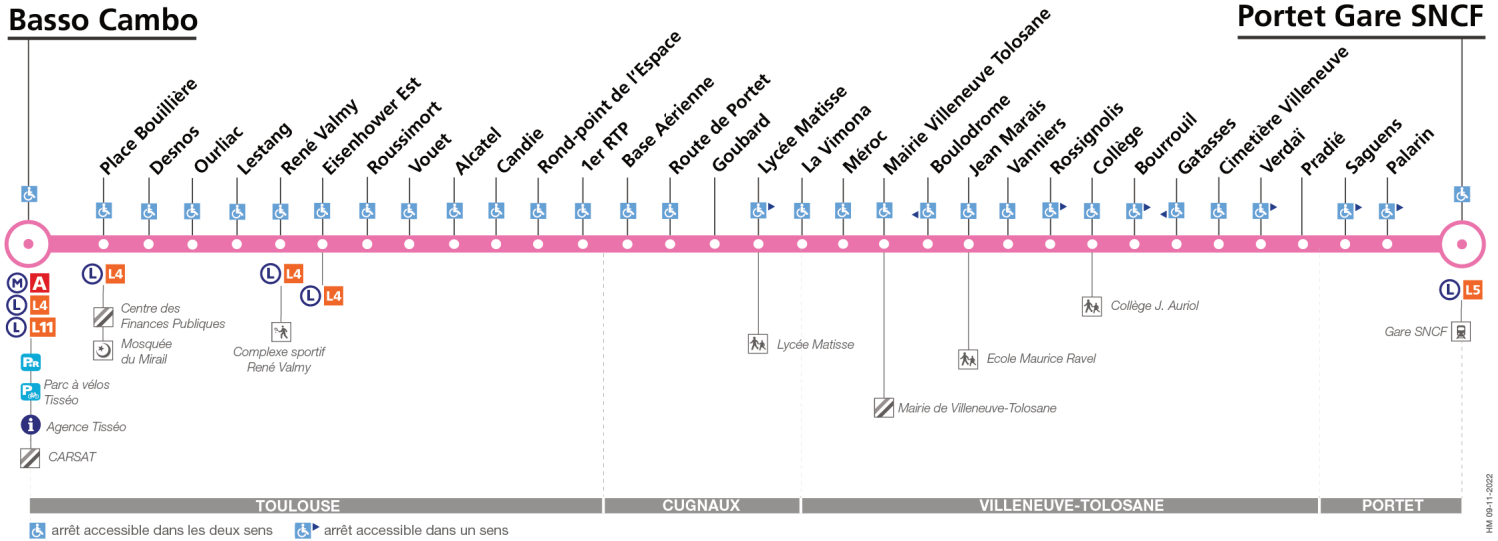 Basso Cambo
Portet Gare SNCF
Place Bouillière
Desnos
Ourliac
Lestang
René Valmy
Eisenhower Est
Roussimort
Vouet
Alcatel
Candie
Rond-point de l'Espace
1er RTP
Base Aérienne
Route de Portet
Goubard
Lycée Matisse
La Vimona
Méroc
Mairie Villeneuve Tolosane
Boulodrome
Jean Marais
Vanniers
Rossignolis
Collège
Bourrouil
Gatasses
Cimetière Villeneuve
Verdaï
Pradié
Saguens
Palarin
M A
L L4
L L11
P+R
P
Parc à vélos
Tisséo
i
Agence Tisséo
CARSAT
L L4
Centre des
Finances Publiques
Mosquée
du Mirail
L L4
Complexe sportif
René Valmy
L L4
Lycée Matisse
Mairie de Villeneuve-Tolosane
Ecole Maurice Ravel
Collège J. Auriol
L L5
Gare SNCF
TOULOUSE
CUGNAUX
VILLENEUVE-TOLOSANE
PORTET
arrêt accessible dans les deux sens
arrêt accessible dans un sens
HM 09-11-2022